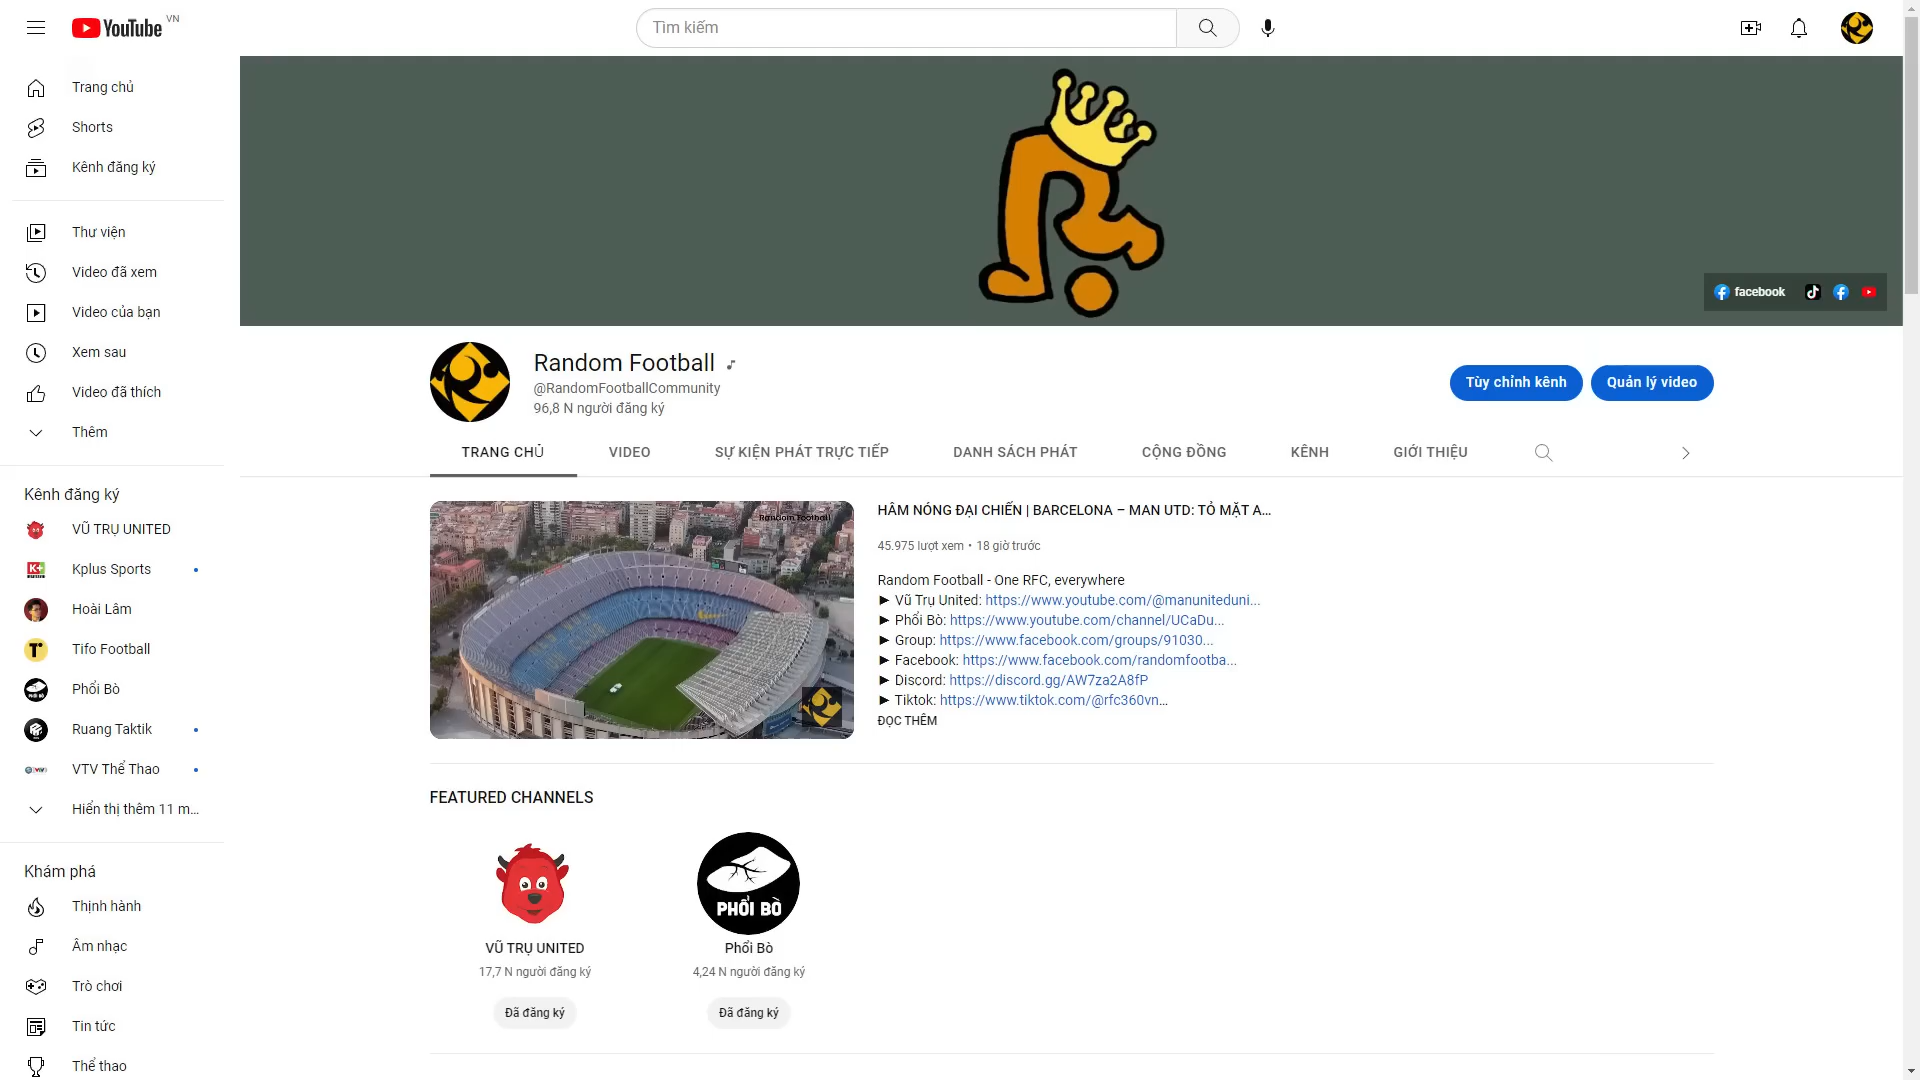 YouTube VN
Tìm kiếm
Trang chủ
Shorts
Kênh đăng ký
Thư viện
Video đã xem
Video của bạn
Xem sau
Video đã thích
Thêm
Kênh đăng ký
VŨ TRỤ UNITED
Kplus Sports
Hoài Lâm
Tifo Football
Phổi Bò
Ruang Taktik
VTV Thể Thao
Hiển thị thêm 11 m...
Khám phá
Thịnh hành
Âm nhạc
Trò chơi
Tin tức
Thể thao
facebook
Random Football
@RandomFootballCommunity
96,8 N người đăng ký
Tùy chỉnh kênh
Quản lý video
TRANG CHỦ
VIDEO
SỰ KIỆN PHÁT TRỰC TIẾP
DANH SÁCH PHÁT
CỘNG ĐỒNG
KÊNH
GIỚI THIỆU
Random Football
HÂM NÓNG ĐẠI CHIẾN | BARCELONA – MAN UTD: TỎ MẶT A...
45.975 lượt xem • 18 giờ trước
Random Football - One RFC, everywhere
► Vũ Trụ United: https://www.youtube.com/@manuniteduni...
► Phổi Bò: https://www.youtube.com/channel/UCaDu...
► Group: https://www.facebook.com/groups/91030...
► Facebook: https://www.facebook.com/randomfootba...
► Discord: https://discord.gg/AW7za2A8fP
► Tiktok: https://www.tiktok.com/@rfc360vn...
ĐỌC THÊM
FEATURED CHANNELS
PHỔI BÒ
VŨ TRỤ UNITED
17,7 N người đăng ký
Đã đăng ký
Phổi Bò
4,24 N người đăng ký
Đã đăng ký